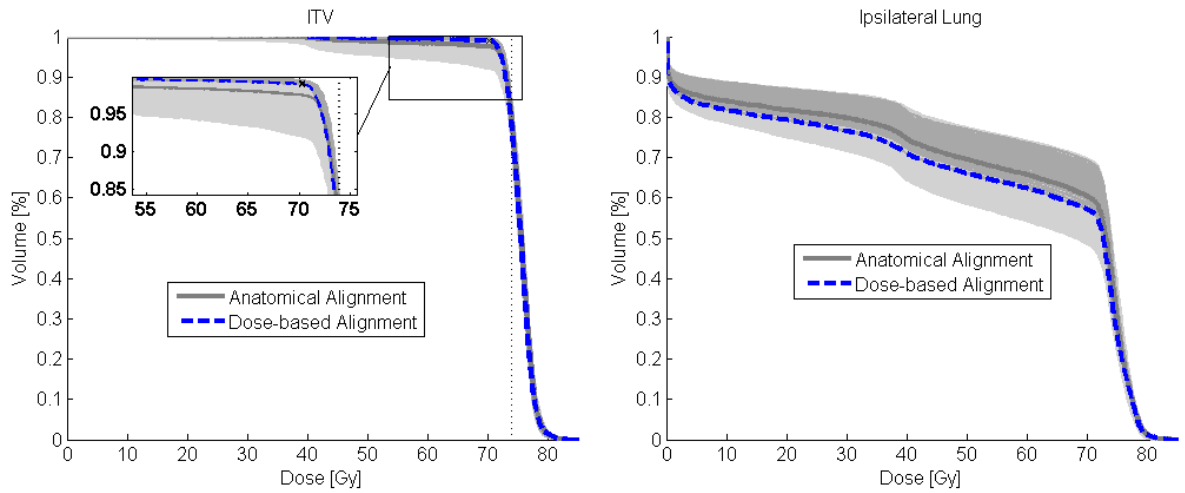 ITV
1
0.9
0.8
0.7
0.6
0.5
0.4
0.3
0.2
0.1
0
Volume [%]
0.95
0.9
0.85
55 60 65 70 75
Anatomical Alignment
Dose-based Alignment
0 10 20 30 40 50 60 70 80
Dose [Gy]
Ipsilateral Lung
1
0.9
0.8
0.7
0.6
0.5
0.4
0.3
0.2
0.1
0
Volume [%]
Anatomical Alignment
Dose-based Alignment
0 10 20 30 40 50 60 70 80
Dose [Gy]